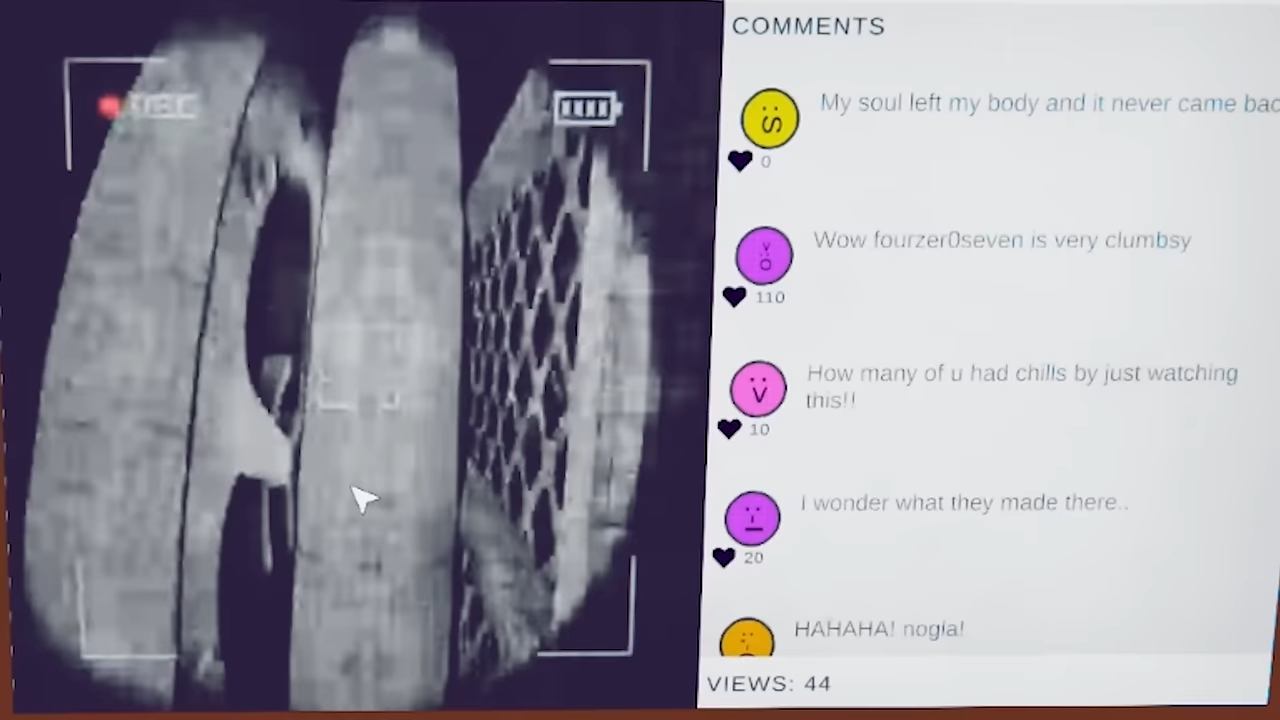 COMMENTS
REC
My soul left my body and it never came bac
0
Wow fourzer0seven is very clumbsy
110
How many of u had chills by just watching
this!!
10
I wonder what they made there..
20
HAHAHA! nogla!
VIEWS: 44